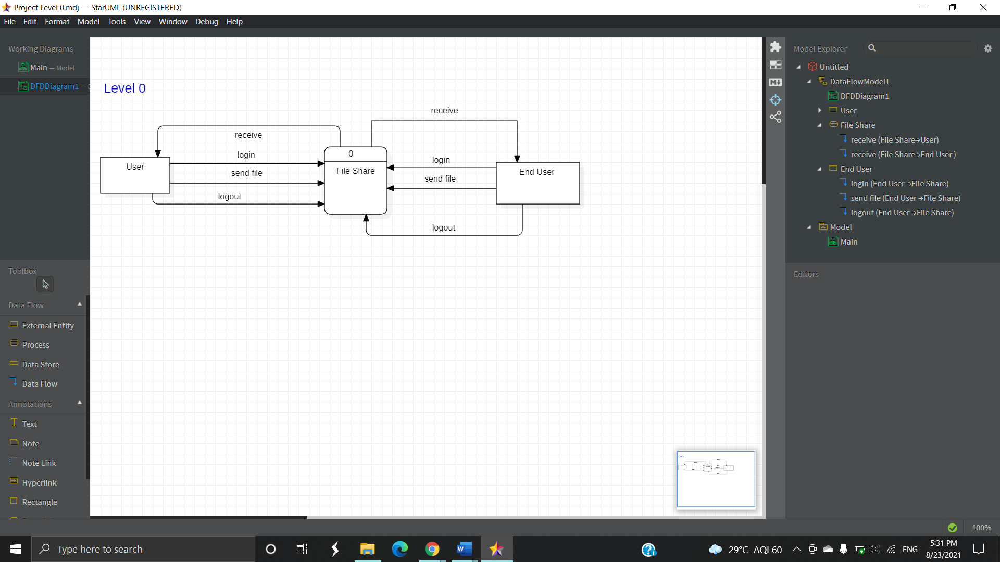 Project Level 0.mdj — StarUML (UNREGISTERED)
File Edit Format Model Tools View Window Debug Help
Working Diagrams
Main — Model
DFDDiagram1 —
Toolbox
Data Flow
External Entity
Process
Data Store
Data Flow
Annotations
Text
Note
Note Link
Hyperlink
Rectangle
Level 0
receive
receive
login
send file
logout
User
0
File Share
login
send file
End User
logout
Model Explorer
Untitled
DataFlowModel1
DFDDiagram1
User
File Share
receive (File Share→User)
receive (File Share→End User )
End User
login (End User →File Share)
send file (End User →File Share)
logout (End User →File Share)
Model
Main
Editors
100%
Type here to search
29°C AQI 60
ENG
5:31 PM
8/23/2021